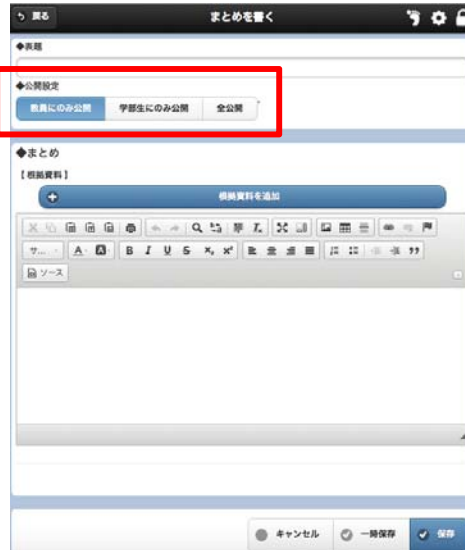 戻る まとめを書く
◆表題
◆公開設定
教員にのみ公開 学部生にのみ公開 全公開
◆まとめ
【根拠資料】
根拠資料を追加
サ...
A A B I U S x₂ x²
ソース
キャンセル 一時保存 保存